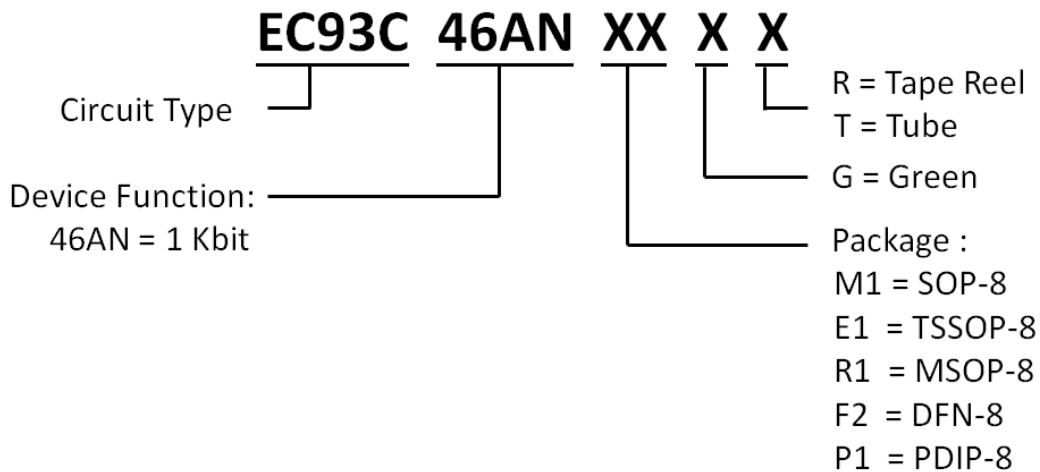 EC93C 46AN XX X X
Circuit Type
Device Function:
46AN = 1 Kbit
R = Tape Reel
T = Tube
G = Green
Package :
M1 = SOP-8
E1 = TSSOP-8
R1 = MSOP-8
F2 = DFN-8
P1 = PDIP-8